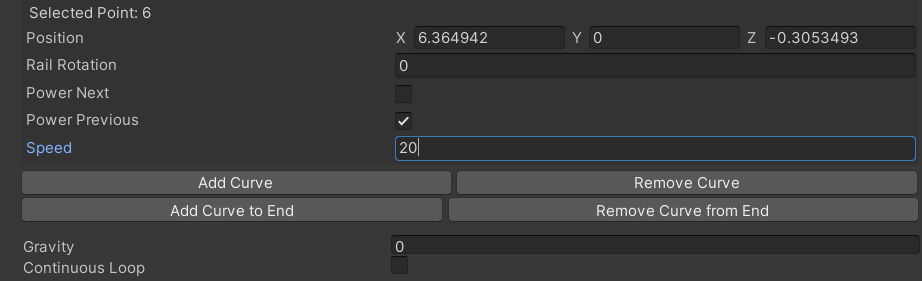 Selected Point: 6
Position X 6.364942 Y 0 Z -0.3053493
Rail Rotation 0
Power Next
Power Previous
Speed 20
Add Curve Remove Curve
Add Curve to End Remove Curve from End
Gravity 0
Continuous Loop